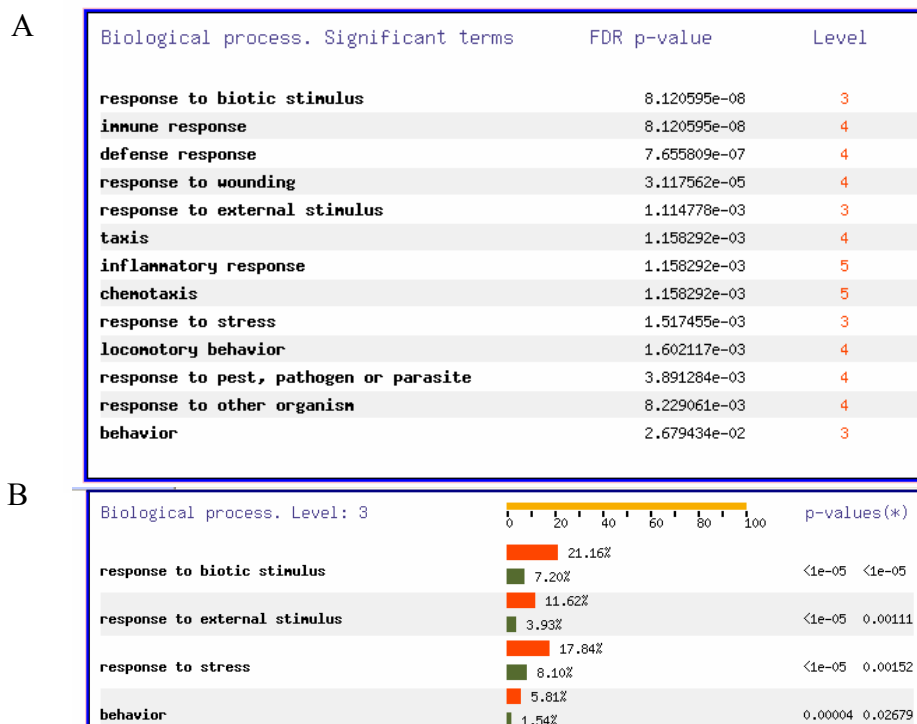 A
Biological process. Significant terms FDR p-value Level
response to biotic stimulus 8.120595e-08 3
immune response 8.120595e-08 4
defense response 7.655809e-07 4
response to wounding 3.117562e-05 4
response to external stimulus 1.114778e-03 3
taxis 1.158292e-03 4
inflammatory response 1.158292e-03 5
chemotaxis 1.158292e-03 5
response to stress 1.517455e-03 3
locomotory behavior 1.602117e-03 4
response to pest, pathogen or parasite 3.891284e-03 4
response to other organism 8.229061e-03 4
behavior 2.679434e-02 3
B
Biological process. Level: 3 p-values(*)
0 20 40 60 80 100
21.16%
response to biotic stimulus <1e-05 <1e-05
7.20%
11.62%
response to external stimulus <1e-05 0.00111
3.93%
17.84%
response to stress <1e-05 0.00152
8.10%
5.81%
behavior 0.00004 0.02679
1.54%